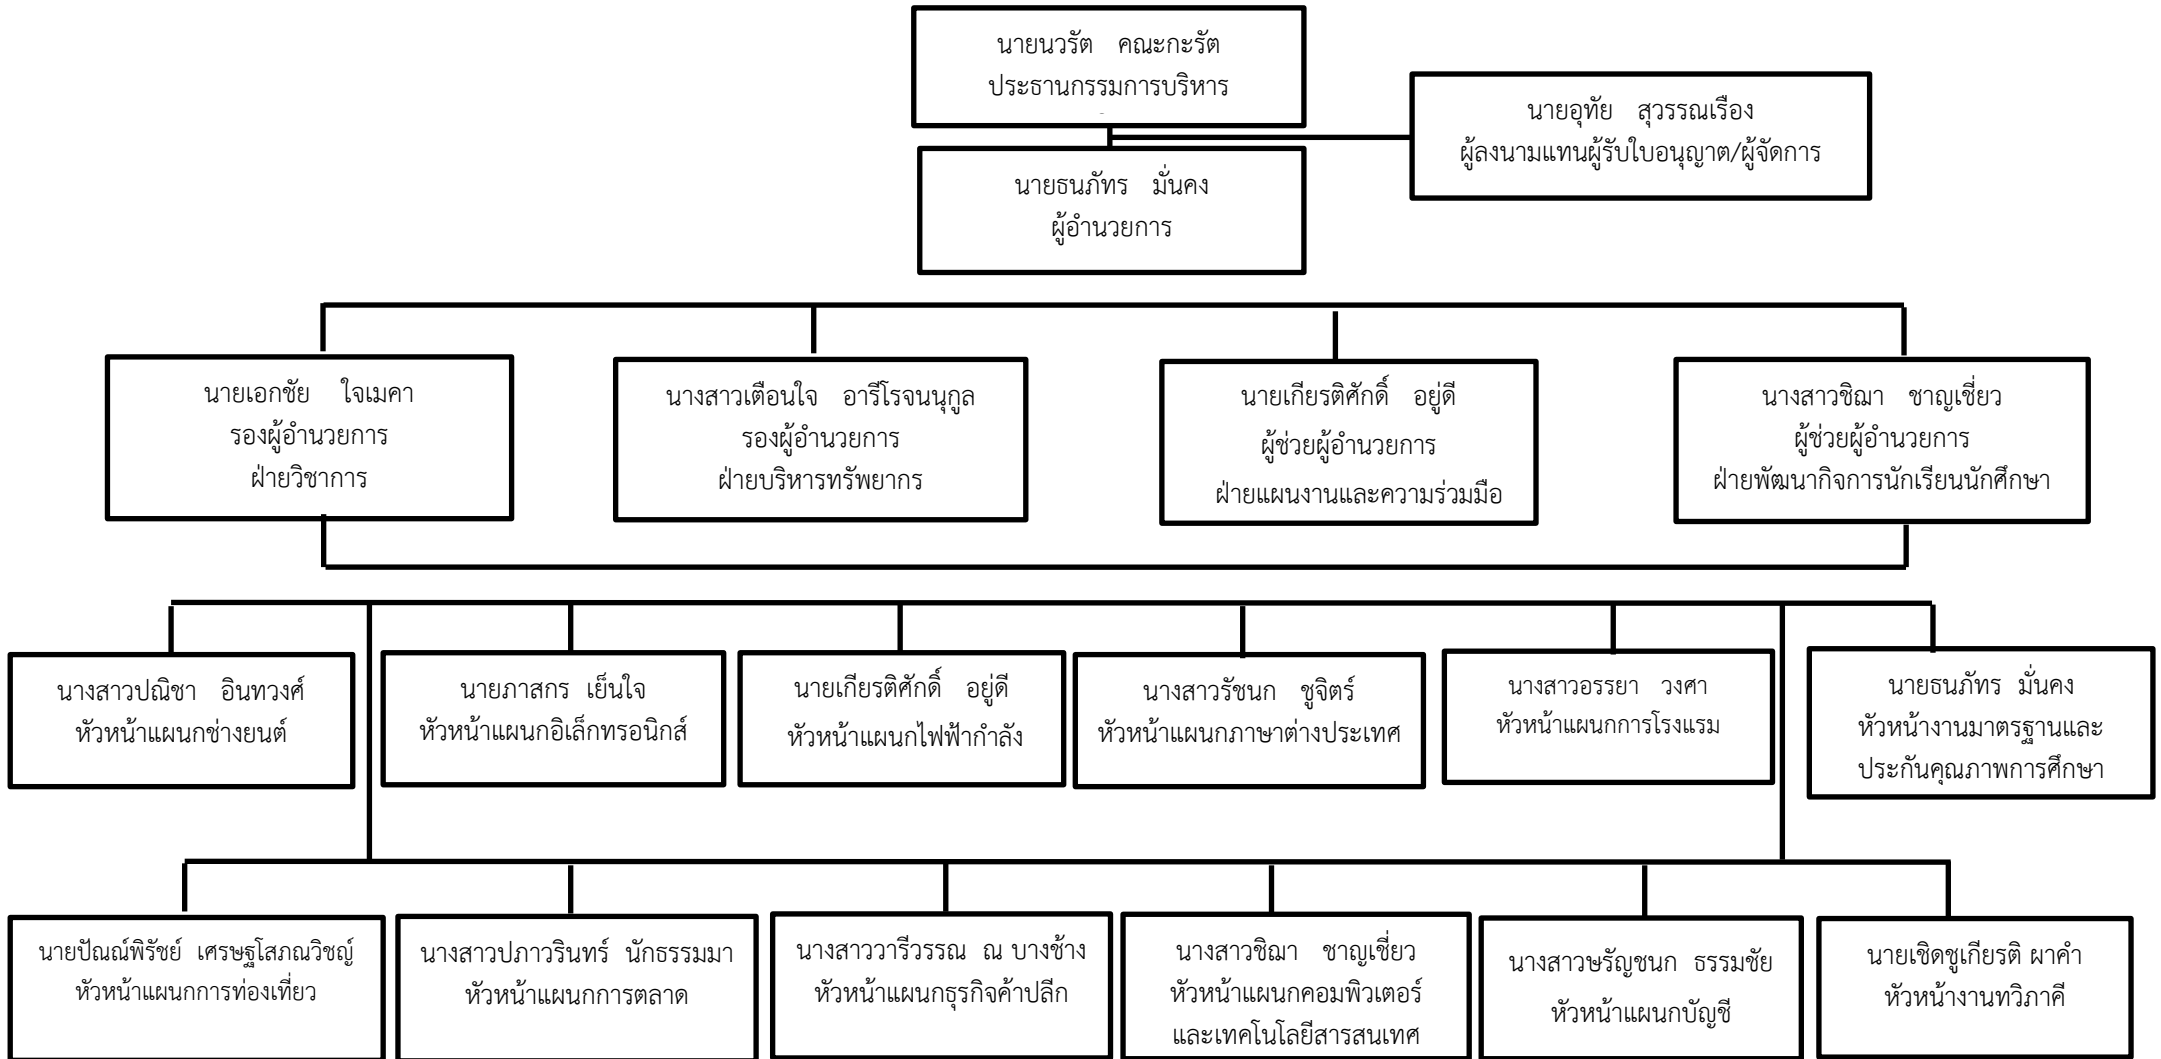 นายนวรัต คณะกะรัต
ประธานกรรมการบริหาร
นายอุทัย สุวรรณเรือง
ผู้ลงนามแทนผู้รับใบอนุญาต/ผู้จัดการ
นายธนภัทร มั่นคง
ผู้อำนวยการ
นายเอกชัย ใจเมคา
รองผู้อำนวยการ
ฝ่ายวิชาการ
นางสาวเตือนใจ อารีโรจนนุกูล
รองผู้อำนวยการ
ฝ่ายบริหารทรัพยากร
นายเกียรติศักดิ์ อยู่ดี
ผู้ช่วยผู้อำนวยการ
ฝ่ายแผนงานและความร่วมมือ
นางสาวชิฌา ชาญเชี่ยว
ผู้ช่วยผู้อำนวยการ
ฝ่ายพัฒนากิจการนักเรียนนักศึกษา
นางสาวปณิชา อินทวงศ์
หัวหน้าแผนกช่างยนต์
นายภาสกร เย็นใจ
หัวหน้าแผนกอิเล็กทรอนิกส์
นายเกียรติศักดิ์ อยู่ดี
หัวหน้าแผนกไฟฟ้ากำลัง
นางสาวรัชนก ชูจิตร์
หัวหน้าแผนกภาษาต่างประเทศ
นางสาวอรรยา วงศา
หัวหน้าแผนกการโรงแรม
นายธนภัทร มั่นคง
หัวหน้างานมาตรฐานและ
ประกันคุณภาพการศึกษา
นายปัณณ์พิรัชย์ เศรษฐโสภณวิชญ์
หัวหน้าแผนกการท่องเที่ยว
นางสาวปภาวรินทร์ นักธรรมมา
หัวหน้าแผนกการตลาด
นางสาววารีวรรณ ณ บางช้าง
หัวหน้าแผนกธุรกิจค้าปลีก
นางสาวชิฌา ชาญเชี่ยว
หัวหน้าแผนกคอมพิวเตอร์
และเทคโนโลยีสารสนเทศ
นางสาวษรัญชนก ธรรมชัย
หัวหน้าแผนกบัญชี
นายเชิดชูเกียรติ ผาคำ
หัวหน้างานทวิภาคี